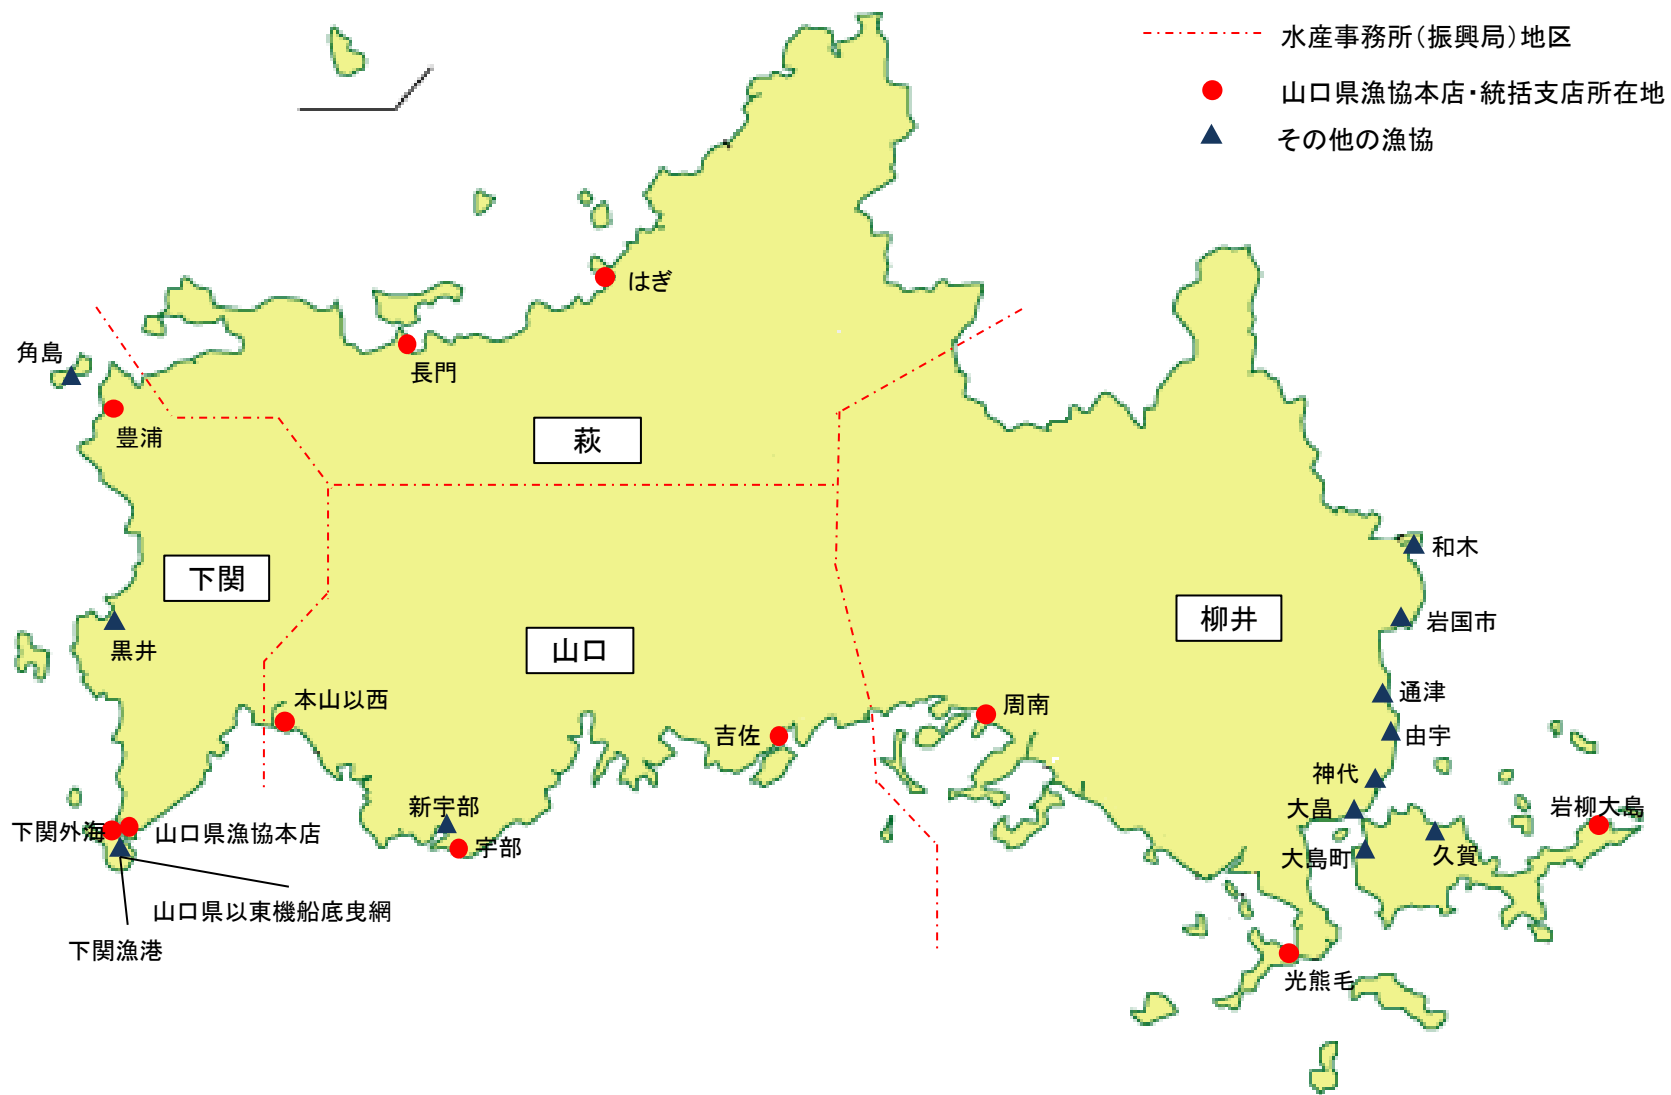 水産事務所（振興局）地区
山口県漁協本店・統括支店所在地
その他の漁協
はぎ
角島
長門
豊浦
萩
和木
下関
柳井
岩国市
黒井
山口
通津
本山以西
周南
吉佐
由宇
神代
新宇部
大畠
岩柳大島
下関外海
山口県漁協本店
宇部
大島町
久賀
山口県以東機船底曳網
下関漁港
光熊毛